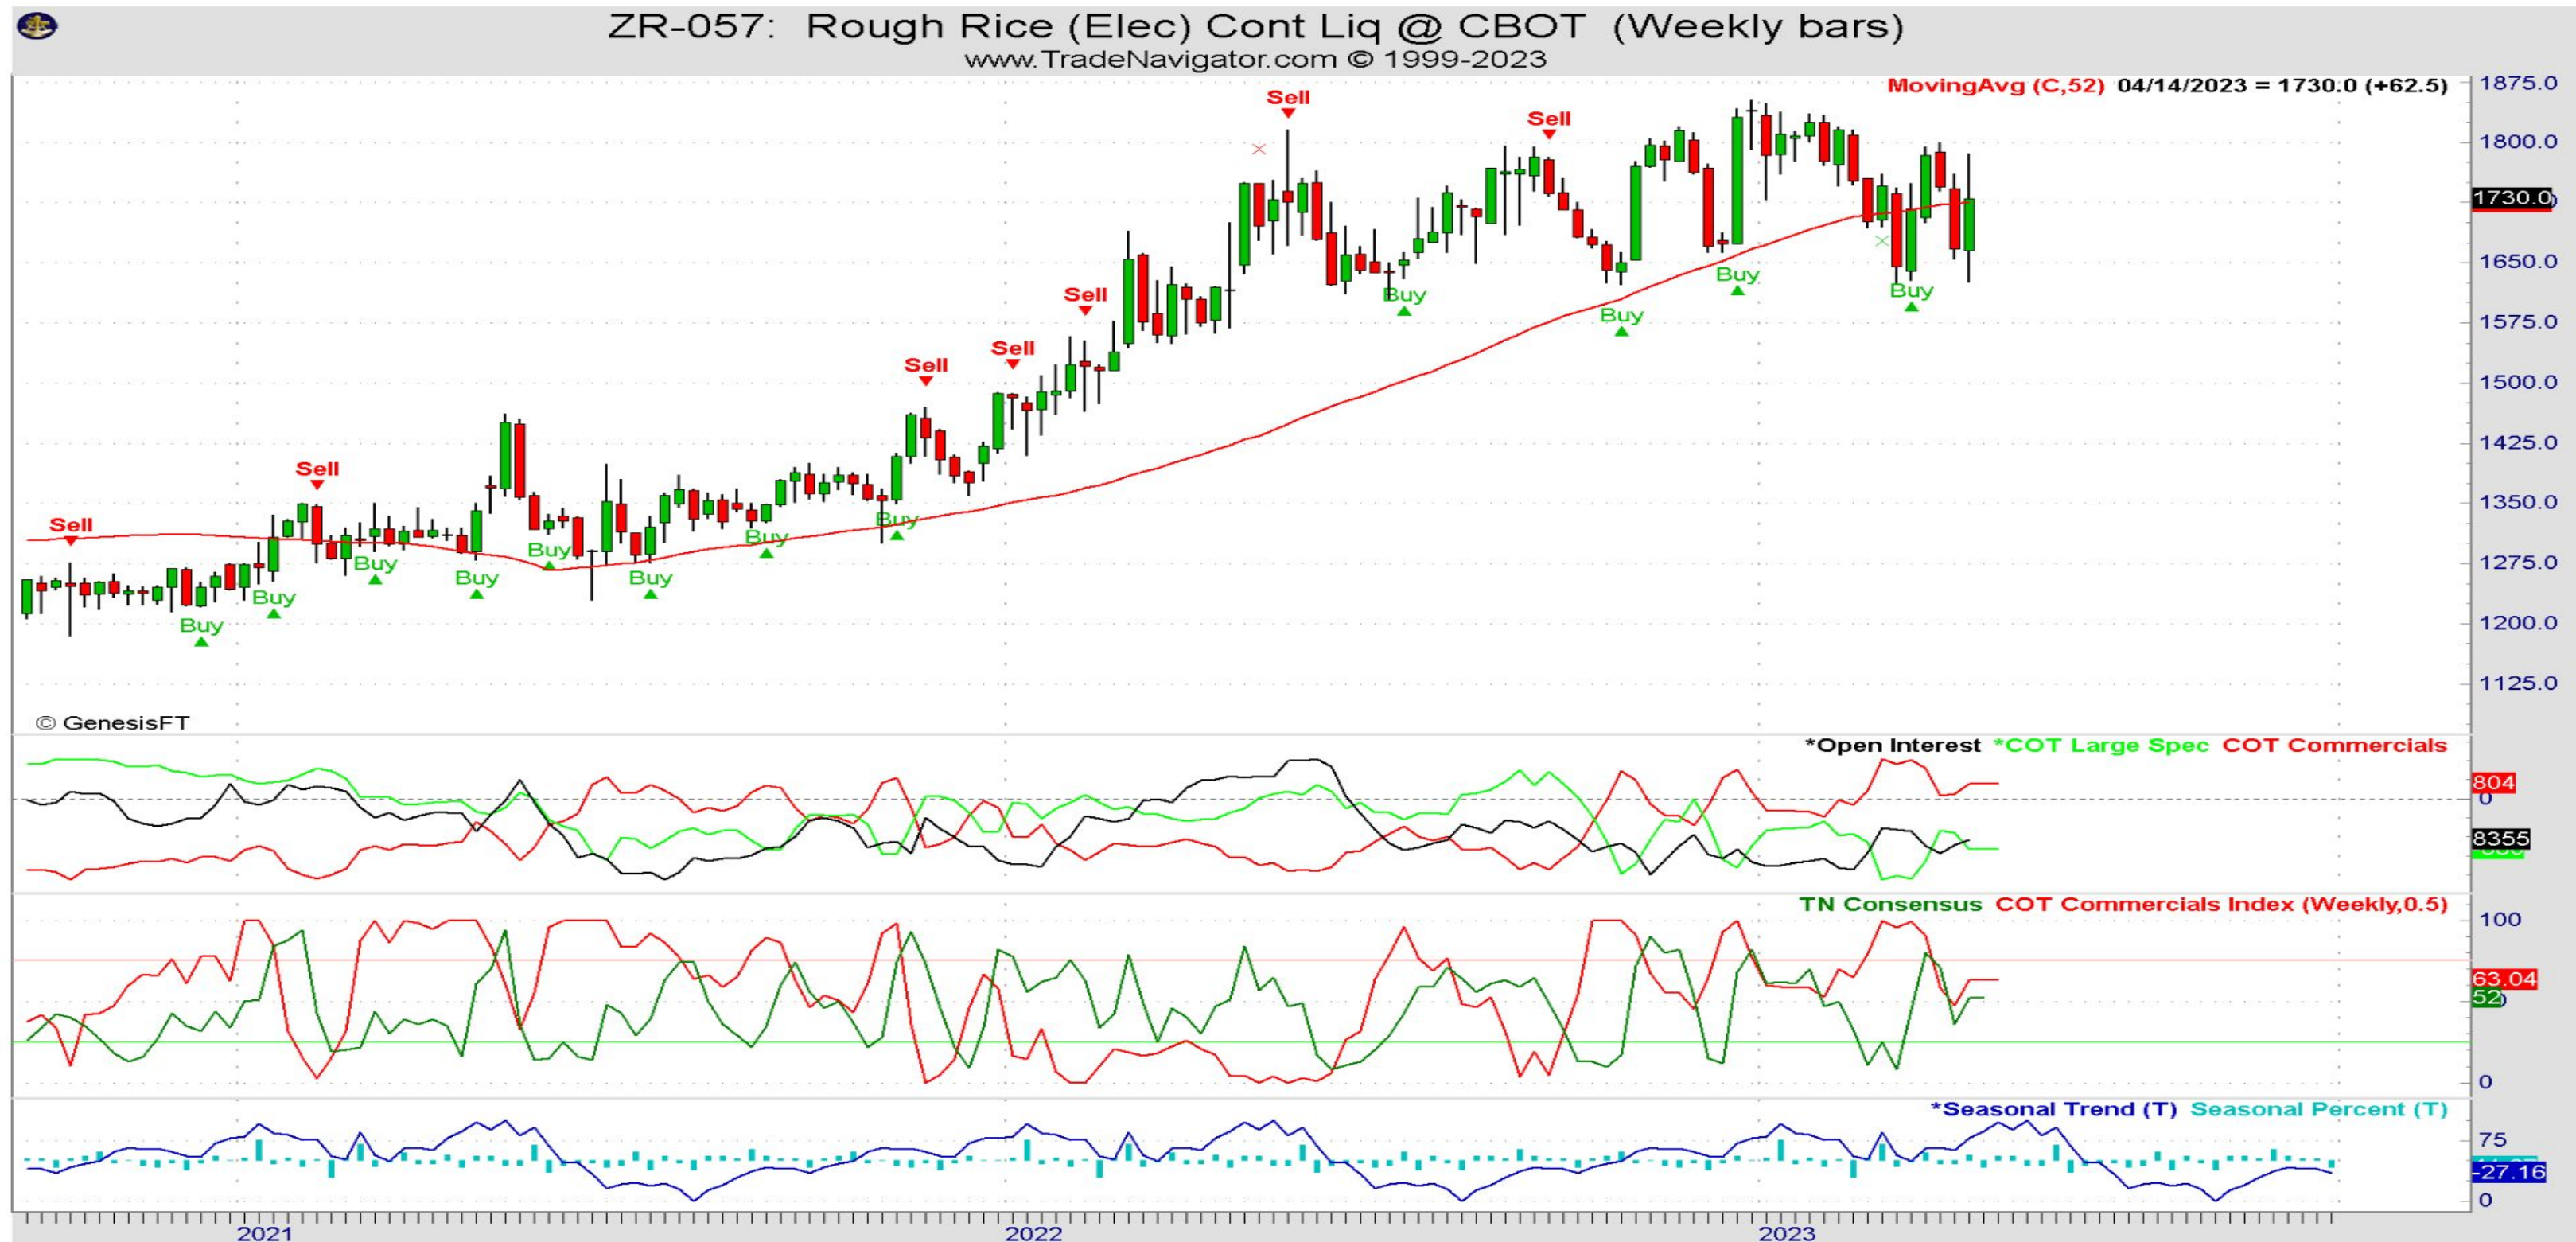 ZR-057: Rough Rice (Elec) Cont Liq @ CBOT (Weekly bars)
www.TradeNavigator.com © 1999-2023
MovingAvg (C,52) 04/14/2023 = 1730.0 (+62.5)
1875.0
Sell
Sell
1800.0
1730.0
1650.0
Buy
Buy
Buy
Sell
Buy
1575.0
Sell
Sell
1500.0
1425.0
Sell
1350.0
Sell
Buy
Buy
Buy
1275.0
Buy
Buy
Buy
Buy
1200.0
Buy
1125.0
© GenesisFT
*Open Interest *COT Large Spec COT Commercials
804
0
8355
TN Consensus COT Commercials Index (Weekly,0.5)
100
63.04
52
0
*Seasonal Trend (T) Seasonal Percent (T)
75
-27.16
0
2021 2022 2023